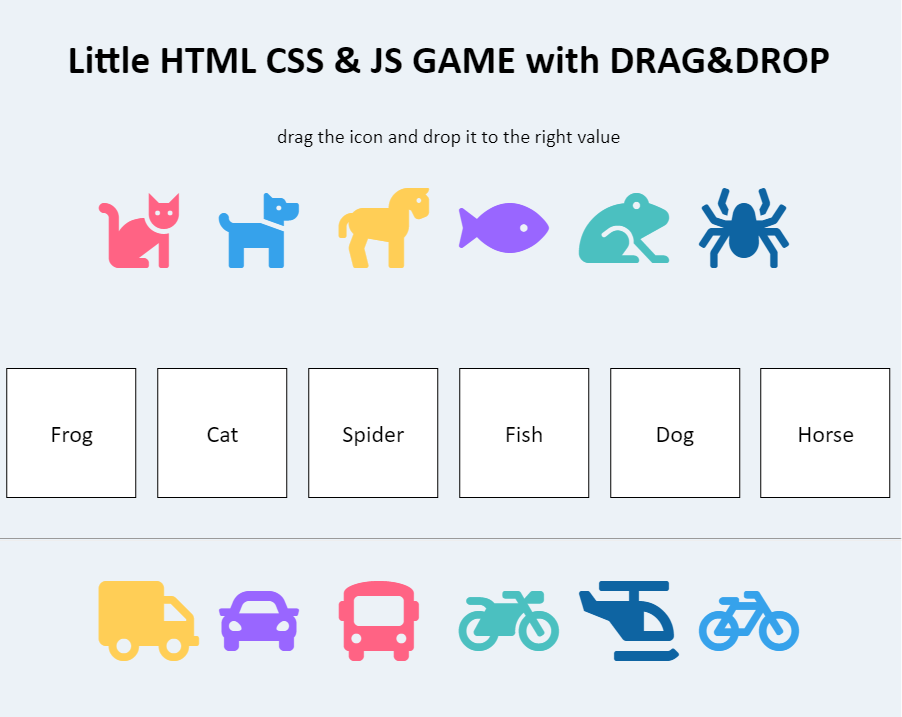 Little HTML CSS & JS GAME with DRAG&DROP
drag the icon and drop it to the right value
Frog
Cat
Spider
Fish
Dog
Horse